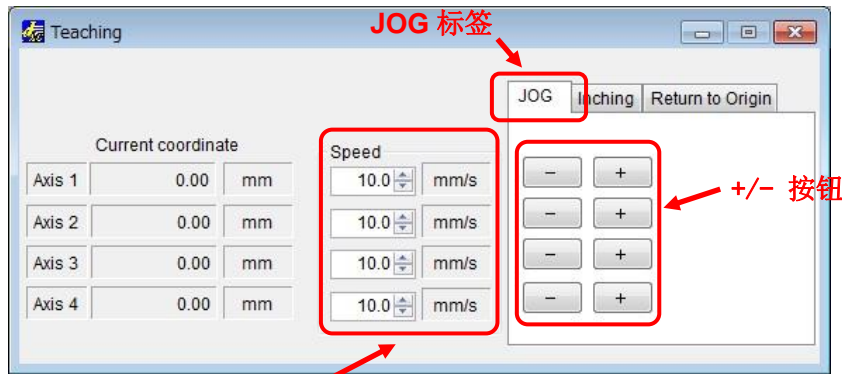 Teaching
JOG 标签
JOG Inching Return to Origin
Current coordinate
Speed
Axis 1 0.00 mm 10.0 mm/s - +
+/- 按钮
Axis 2 0.00 mm 10.0 mm/s - +
Axis 3 0.00 mm 10.0 mm/s - +
Axis 4 0.00 mm 10.0 mm/s - +